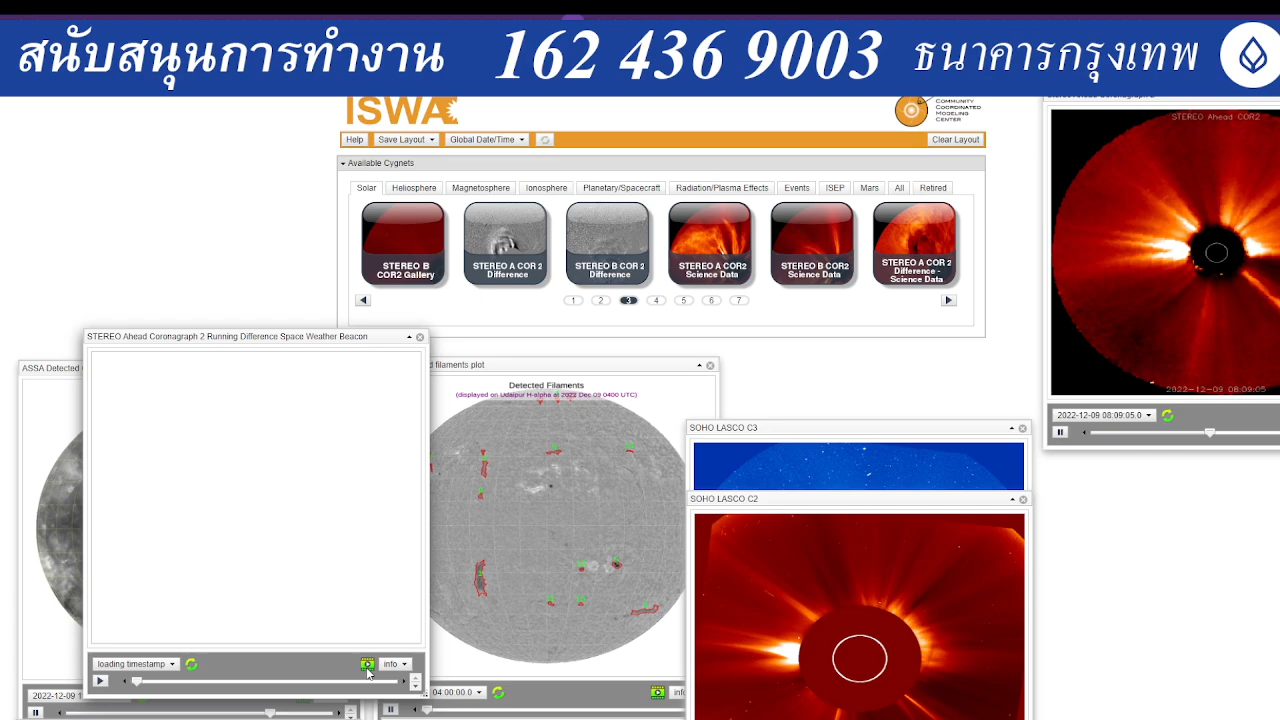 สนับสนุนการทำงาน 162 436 9003 ธนาคารกรุงเทพ
ISWA
COMMUNITY
COORDINATED
MODELING
CENTER
Help Save Layout Global Date/Time Clear Layout
Available Cygnets
Solar Heliosphere Magnetosphere Ionosphere Planetary/Spacecraft Radiation/Plasma Effects Events ISEP Mars All Retired
STEREO B
COR2 Gallery
STEREO A COR 2
Difference
STEREO B COR 2
Difference
STEREO A COR2
Science Data
STEREO B COR2
Science Data
STEREO A COR 2
Difference -
Science Data
1 2 3 4 5 6 7
STEREO Ahead COR2
2022-12-09 08:09:05
2022-12-09 08:09:05.0
STEREO Ahead Coronagraph 2 Running Difference Space Weather Beacon
loading timestamp info
ASSA Detected
2022-12-09 1
filaments plot
Detected Filaments
(displayed on Udaipur H-alpha at 2022 Dec 09 0400 UTC)
04:00:00.0 info
SOHO LASCO C3
SOHO LASCO C2